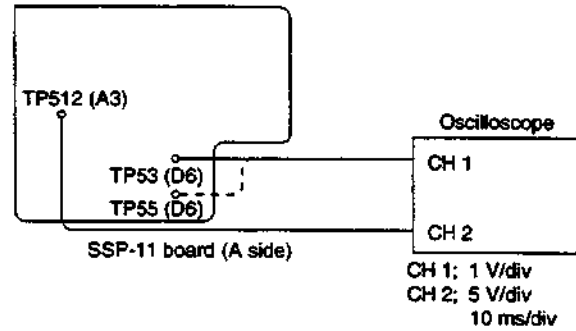 TP512 (A3)
Oscilloscope
CH 1
TP53 (D6)
TP55 (D6)
CH 2
SSP-11 board (A side)
CH 1; 1 V/div
CH 2; 5 V/div
10 ms/div